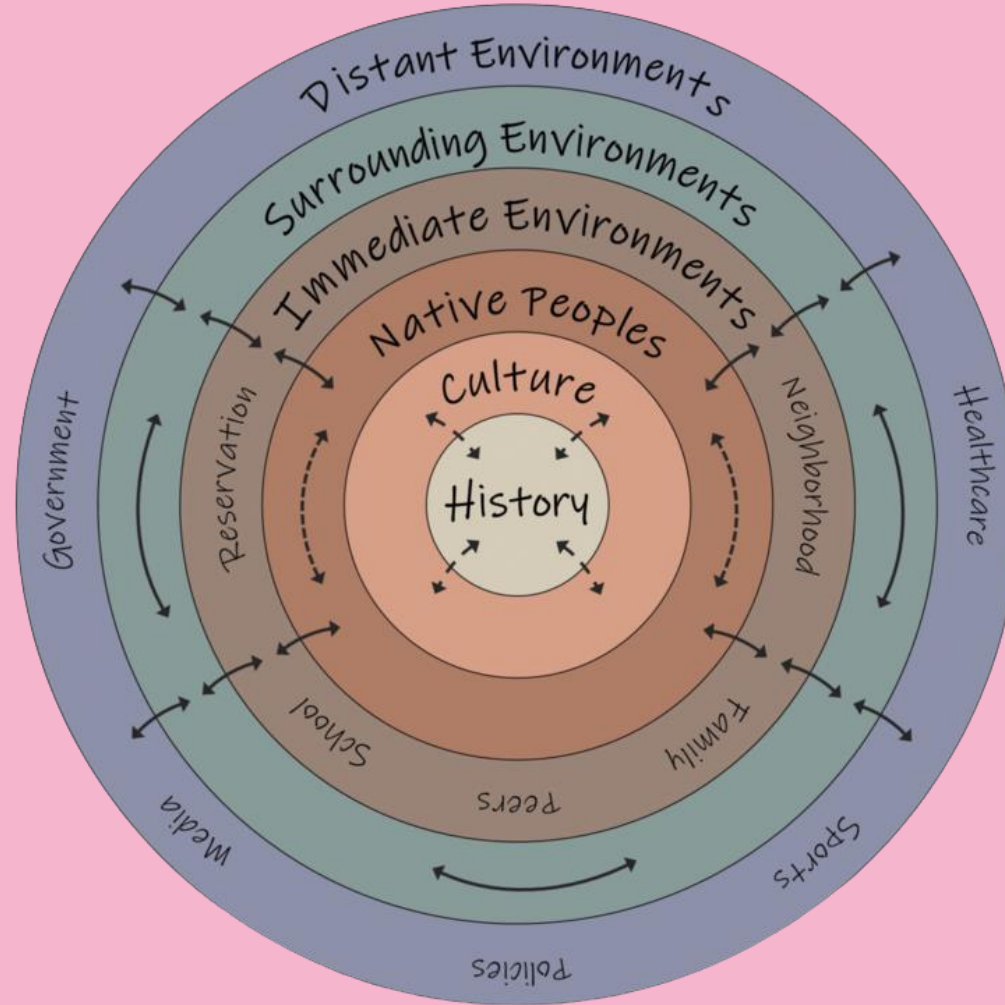 Distant Environments
Surrounding Environments
Immediate Environments
Native Peoples
Culture
History
Reservation
School
Peers
Family
Neighborhood
Government
Media
Policies
Sports
Healthcare